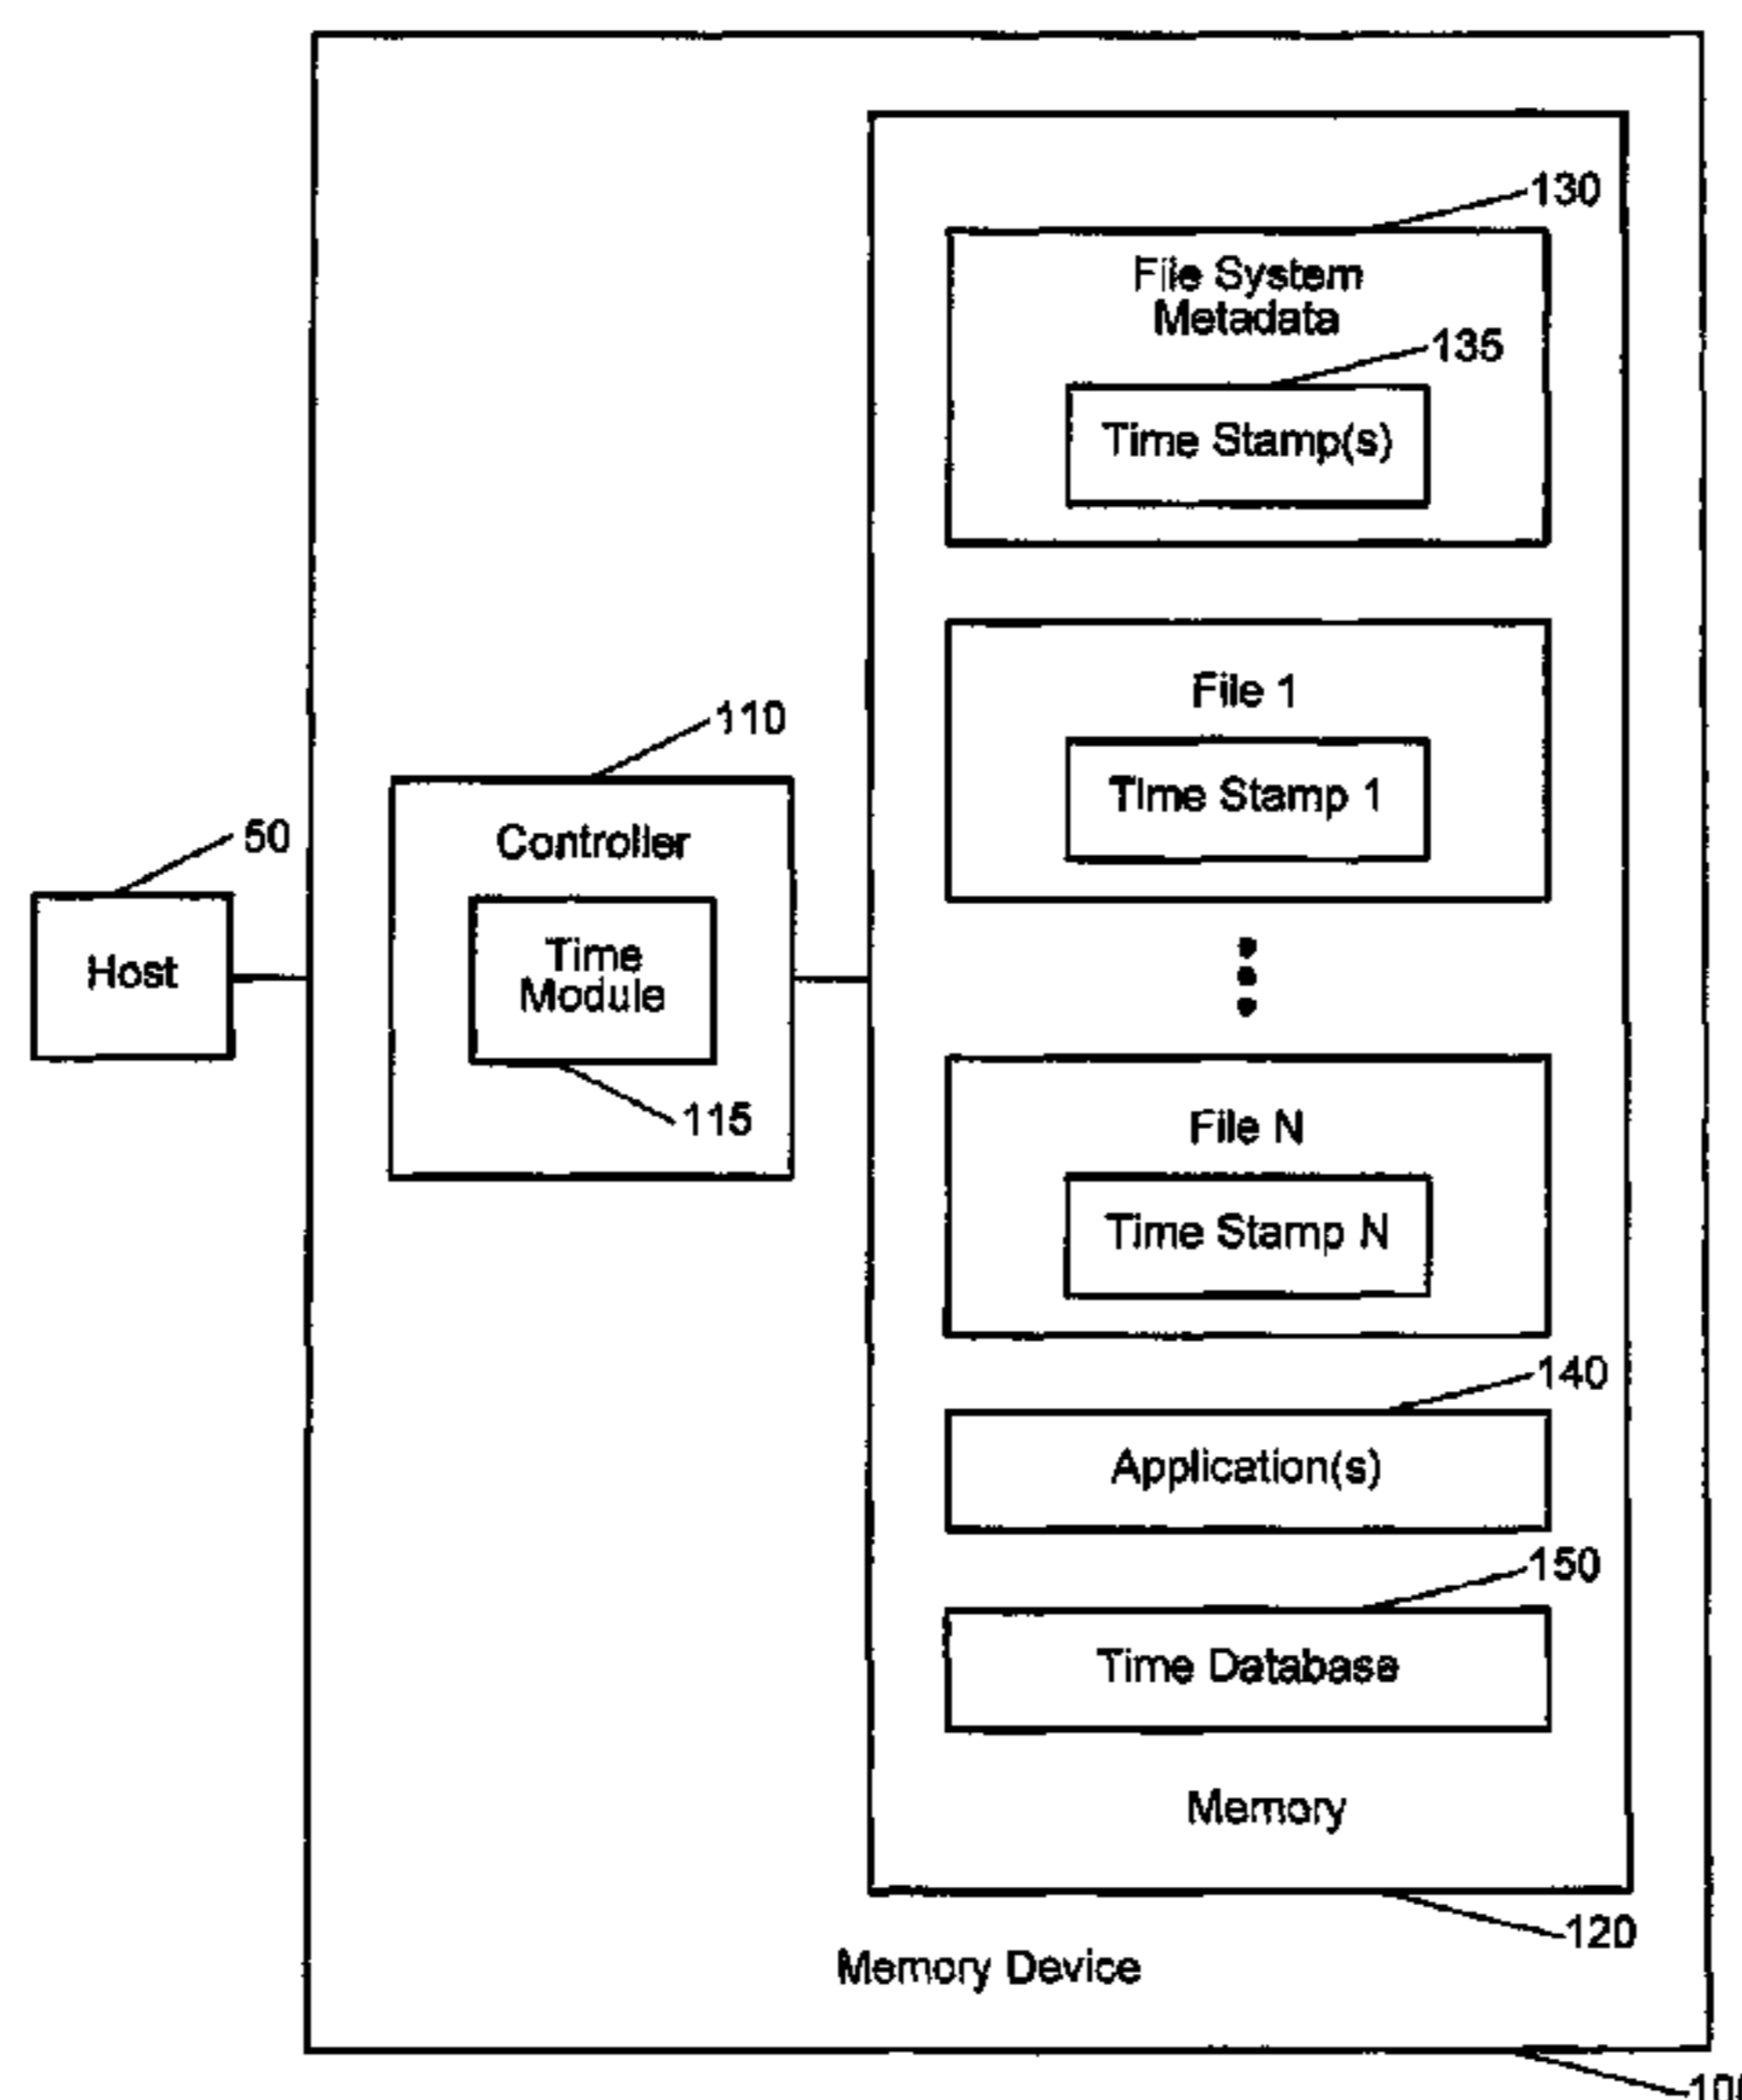 130
File System
Metadata
135
Time Stamp(s)
File 1
110
Time Stamp 1
50
Controller
Host
Time
Module
115
File N
Time Stamp N
140
Application(s)
150
Time Database
Memory
120
Memory Device